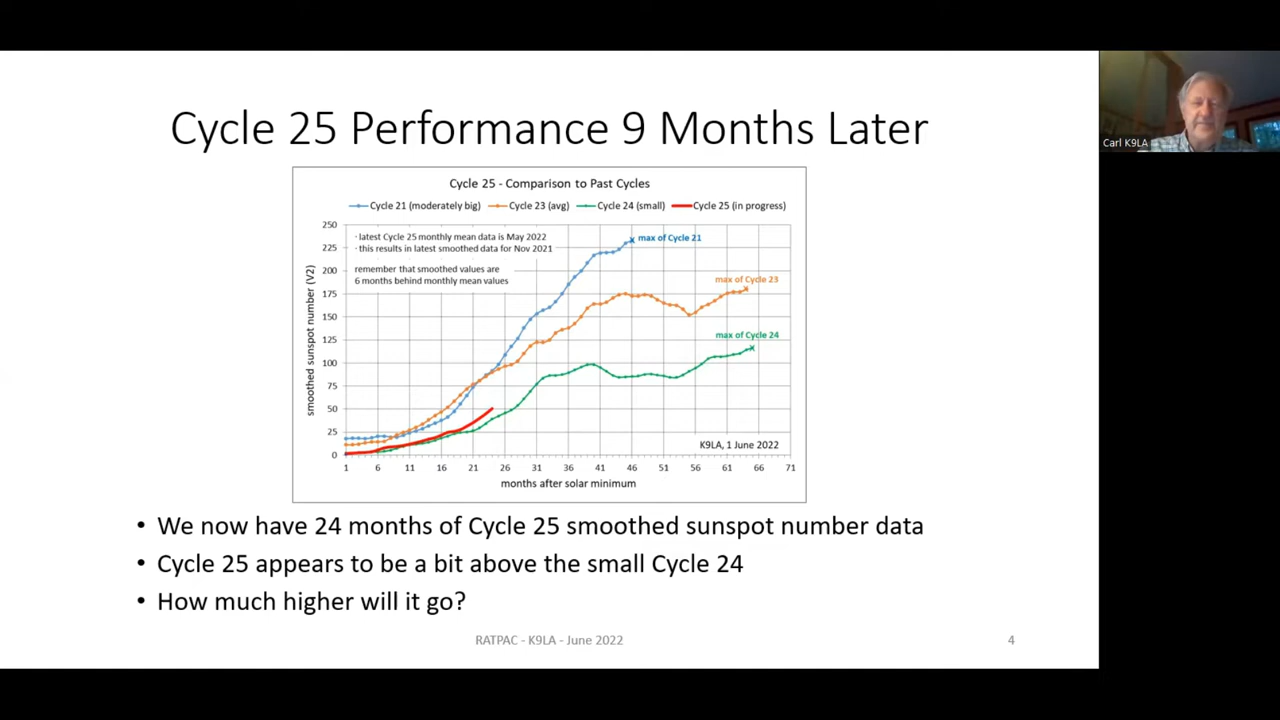 Cycle 25 Performance 9 Months Later
Carl K9LA
Cycle 25 - Comparison to Past Cycles
Cycle 21 (moderately big) Cycle 23 (avg) Cycle 24 (small) Cycle 25 (in progress)
smoothed sunspot number (V2)
250
225
200
175
150
125
100
75
50
25
0
· latest Cycle 25 monthly mean data is May 2022
· this results in latest smoothed data for Nov 2021
remember that smoothed values are
6 months behind monthly mean values
max of Cycle 21
max of Cycle 23
max of Cycle 24
K9LA, 1 June 2022
1 6 11 16 21 26 31 36 41 46 51 56 61 66 71
months after solar minimum
• We now have 24 months of Cycle 25 smoothed sunspot number data
• Cycle 25 appears to be a bit above the small Cycle 24
• How much higher will it go?
RATPAC - K9LA - June 2022
4